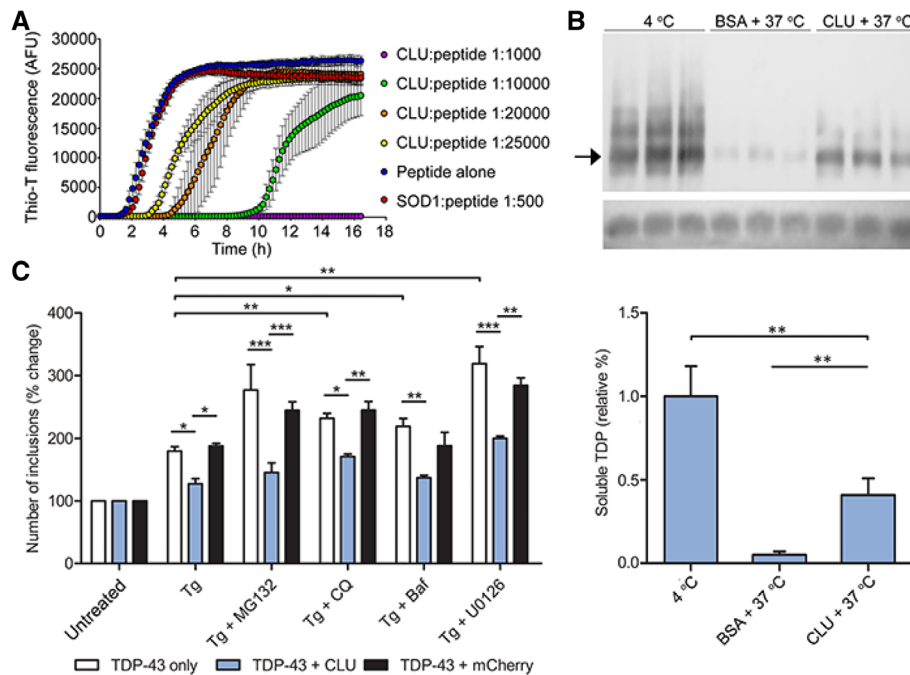 A
Thio-T fluorescence (AFU)
30000
25000
20000
15000
10000
5000
0
0 2 4 6 8 10 12 14 16 18
Time (h)
CLU:peptide 1:1000
CLU:peptide 1:10000
CLU:peptide 1:20000
CLU:peptide 1:25000
Peptide alone
SOD1:peptide 1:500
B
4 °C BSA + 37 °C CLU + 37 °C
Soluble TDP (relative %)
1.5
1.0
0.5
0.0
** 
**
4 °C
BSA + 37 °C
CLU + 37 °C
C
Number of inclusions (% change)
400
300
200
100
0
**
*
**
* *
*** ***
* **
**
*** **
Untreated
Tg
Tg + MG132
Tg + CQ
Tg + Baf
Tg + U0126
TDP-43 only TDP-43 + CLU TDP-43 + mCherry